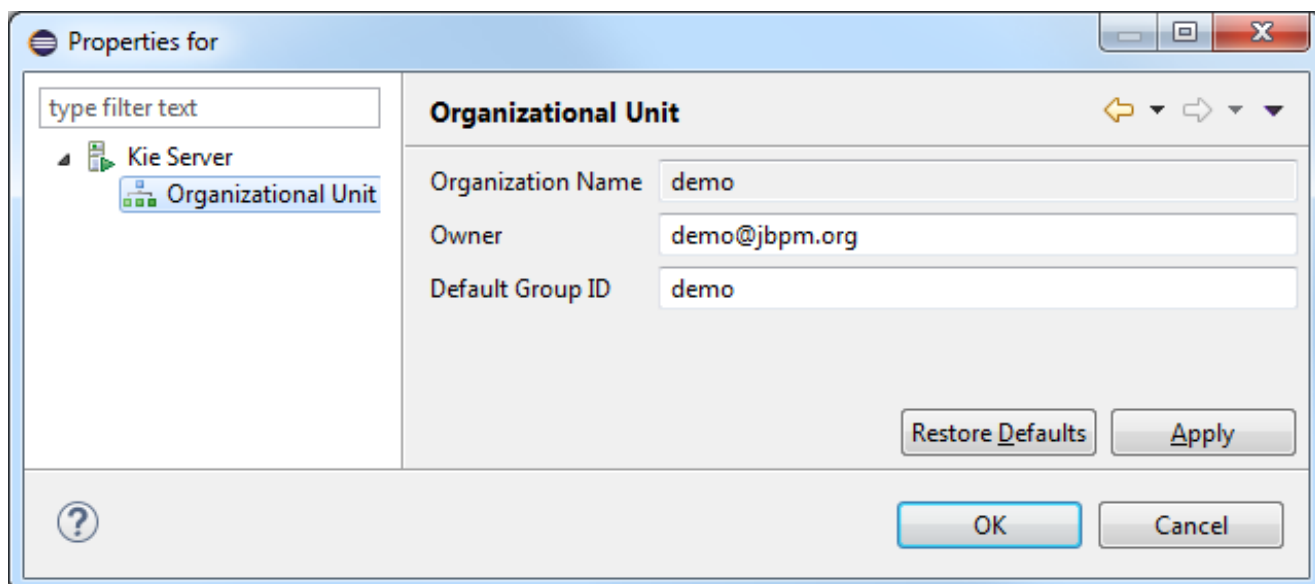 Properties for
type filter text
Organizational Unit
Kie Server
Organizational Unit
Organization Name demo
Owner demo@jbpm.org
Default Group ID demo
Restore Defaults Apply
? OK Cancel